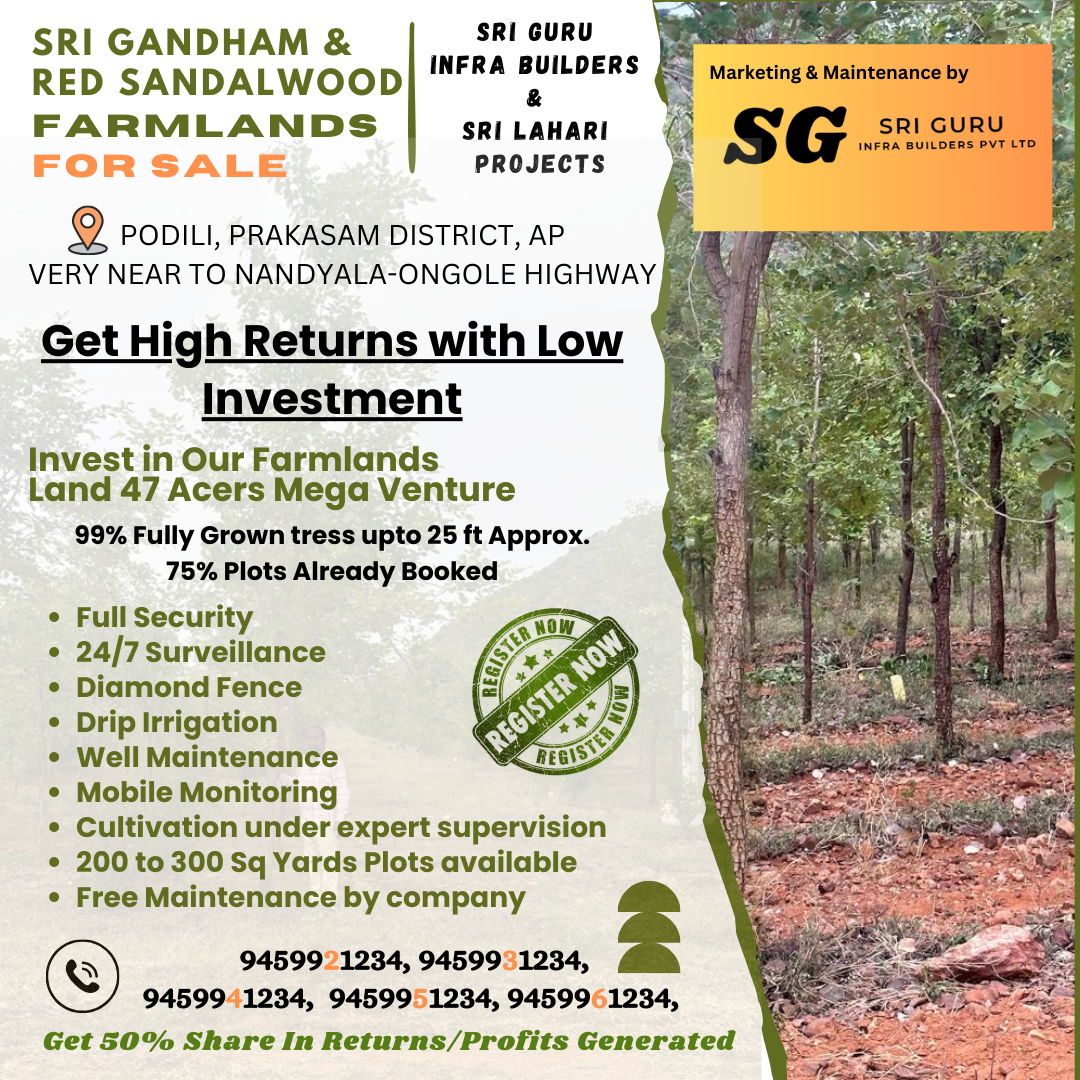 SRI GANDHAM &
RED SANDALWOOD
FARMLANDS
FOR SALE
SRI GURU
INFRA BUILDERS
&
SRI LAHARI
PROJECTS
Marketing & Maintenance by
SG
SRI GURU
INFRA BUILDERS PVT LTD
PODILI, PRAKASAM DISTRICT, AP
VERY NEAR TO NANDYALA-ONGOLE HIGHWAY
Get High Returns with Low
Investment
Invest in Our Farmlands
Land 47 Acers Mega Venture
99% Fully Grown tress upto 25 ft Approx.
75% Plots Already Booked
• Full Security
• 24/7 Surveillance
• Diamond Fence
• Drip Irrigation
• Well Maintenance
• Mobile Monitoring
• Cultivation under expert supervision
• 200 to 300 Sq Yards Plots available
• Free Maintenance by company
REGISTER NOW
REGISTER NOW
REGISTER NOW
9459921234, 9459931234,
9459941234, 9459951234, 9459961234,
Get 50% Share In Returns/Profits Generated